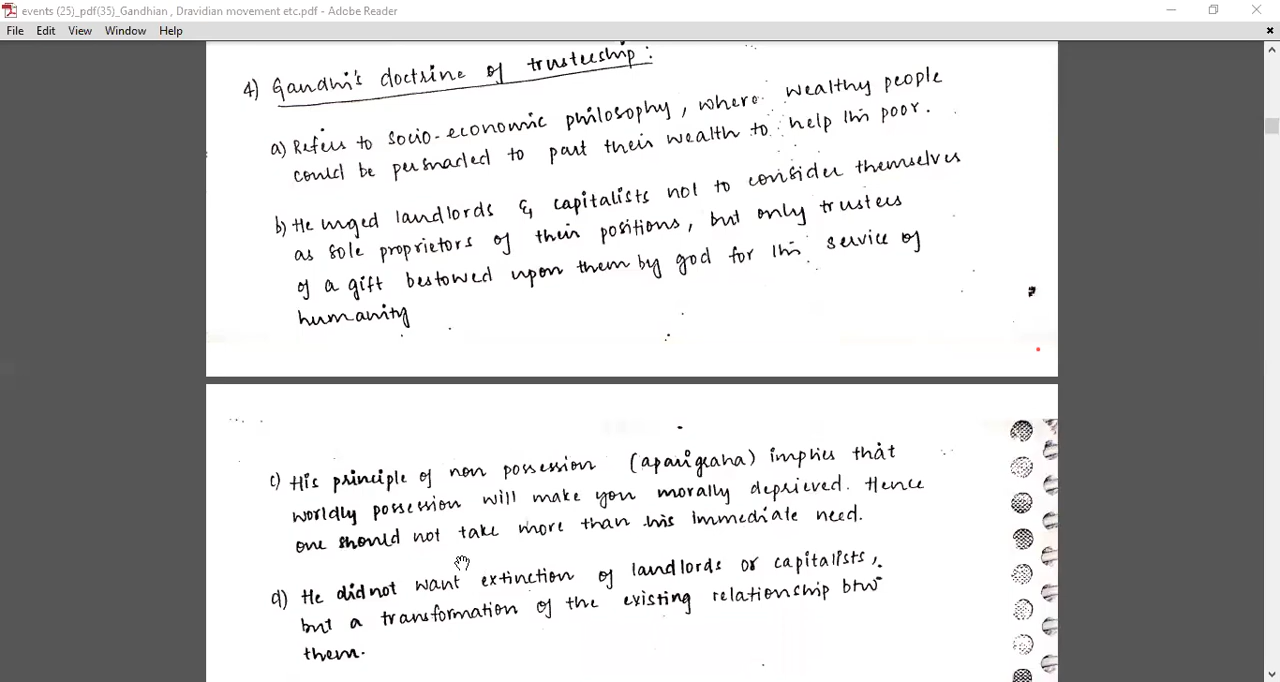 events (25)_pdf(35)_Gandhian , Dravidian movement etc.pdf - Adobe Reader
File Edit View Window Help
4) Gandhi's doctrine of trusteeship:
a) Refers to socio-economic philosophy, where wealthy people
could be persuaded to part their wealth to help the poor.
b) He urged landlords & capitalists not to consider themselves
as sole proprietors of their positions, but only trustees
of a gift bestowed upon them by god for the service of
humanity
c) His principle of non possession (aparigraha) implies that
worldly possession will make you morally deprieved. Hence
one should not take more than his immediate need.
d) He did not want extinction of landlords or capitalists,
but a transformation of the existing relationship btw
them.